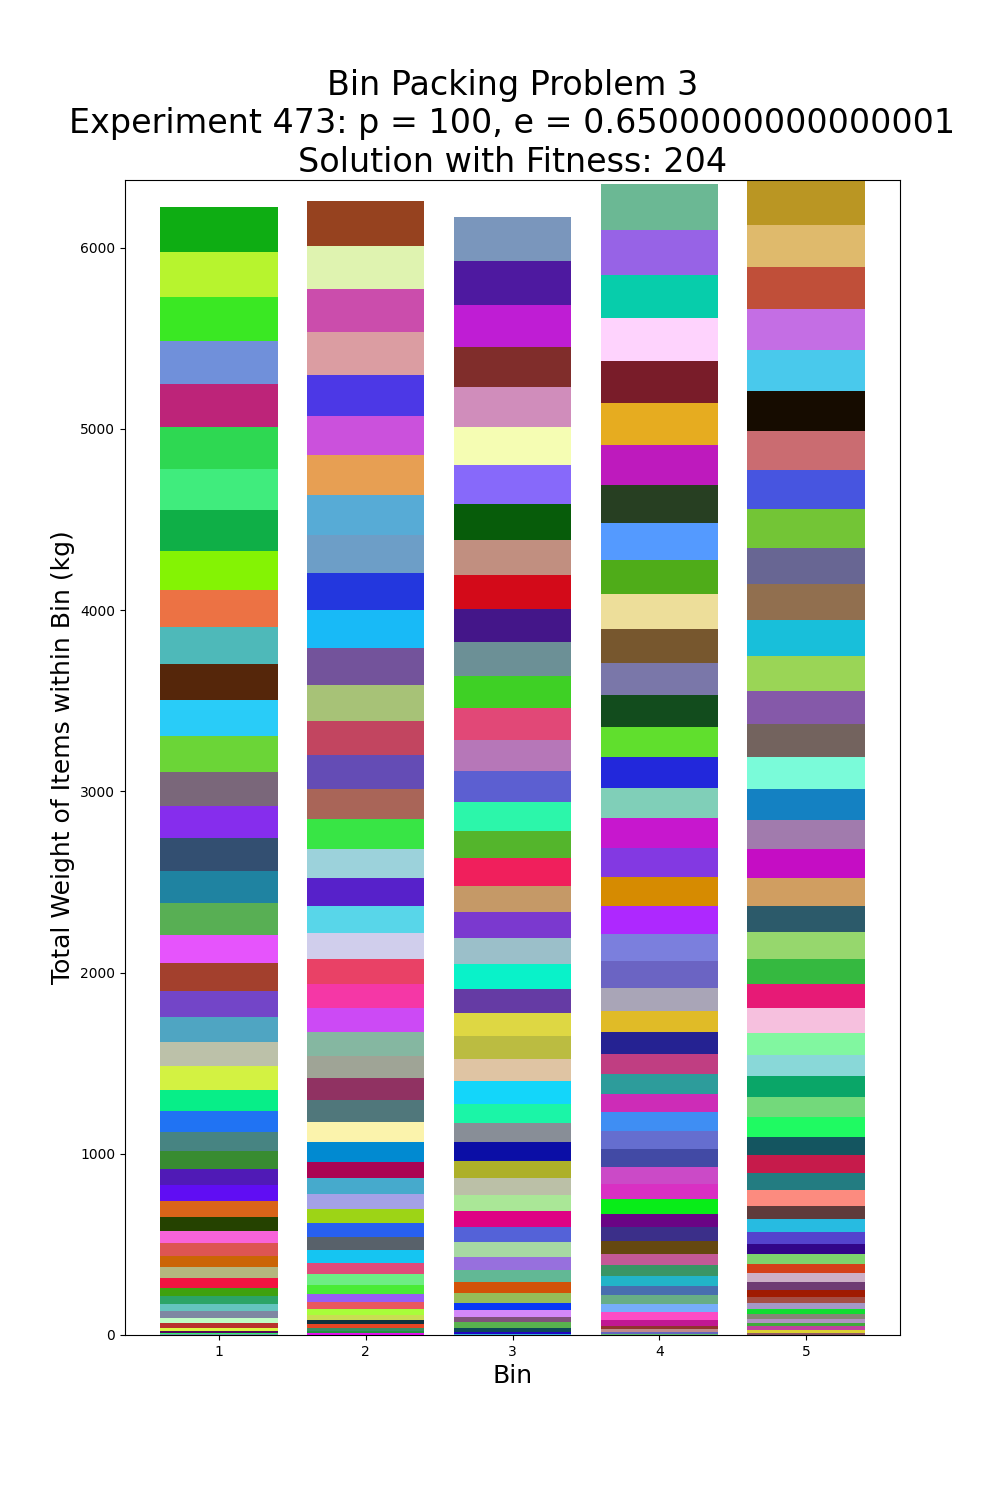 Bin Packing Problem 3
Experiment 473: p = 100, e = 0.6500000000000001
Solution with Fitness: 204
Total Weight of Items within Bin (kg)
6000
5000
4000
3000
2000
1000
0
1 2 3 4 5
Bin